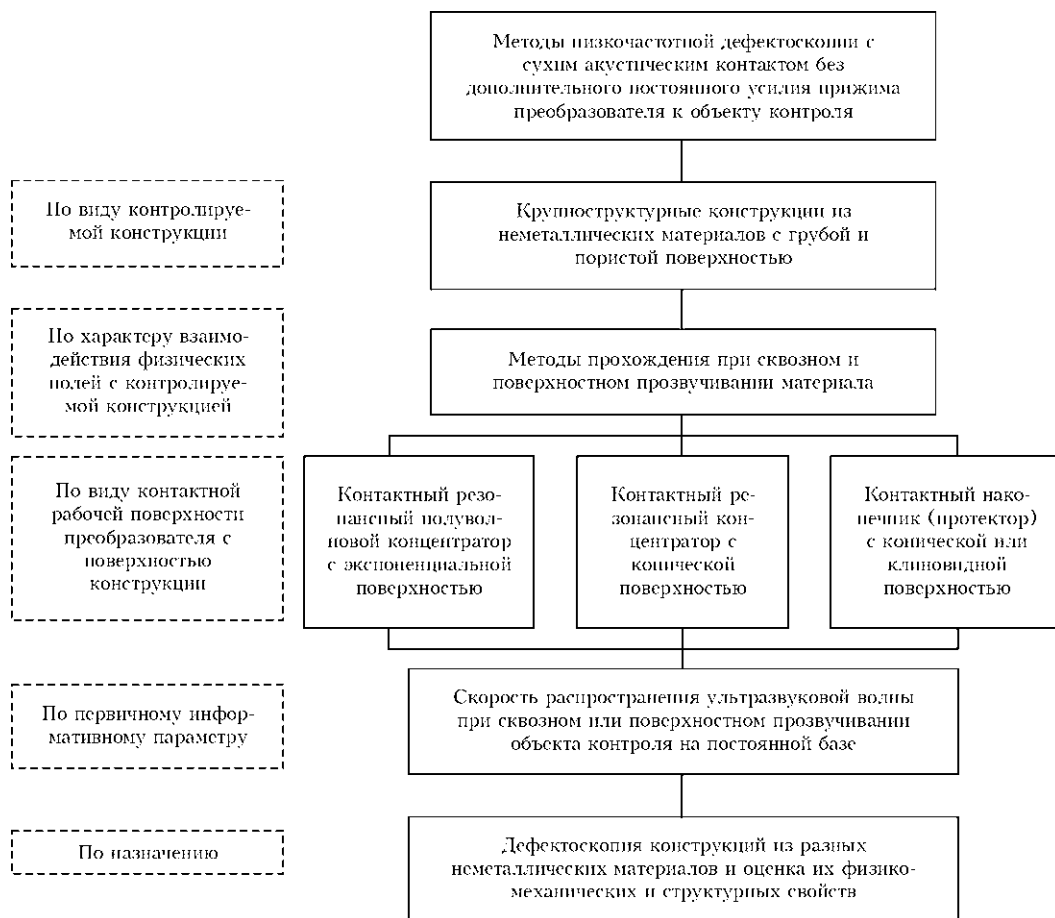 Методы низкочастотной дефектоскопии с
сухим акустическим контактом без
дополнительного постоянного усилия прижима
преобразователя к объекту контроля
По виду контролируе-
мой конструкции
Крупноструктурные конструкции из
неметаллических материалов с грубой и
пористой поверхностью
По характеру взаимо-
действия физических
полей с контролируе-
мой конструкцией
Методы прохождения при сквозном и
поверхностном прозвучивании материала
По виду контактной
рабочей поверхности
преобразователя с
поверхностью
конструкции
Контактный резо-
нансный полувол-
новой концентратор
с экспоненциальной
поверхностью
Контактный ре-
зонансный кон-
центратор с
конической
поверхностью
Контактный нако-
нечник (протектор)
с конической или
клиновидной
поверхностью
По первичному инфор-
мативному параметру
Скорость распространения ультразвуковой волны
при сквозном или поверхностном прозвучивании
объекта контроля на постоянной базе
По назначению
Дефектоскопия конструкций из разных
неметаллических материалов и оценка их физико-
механических и структурных свойств